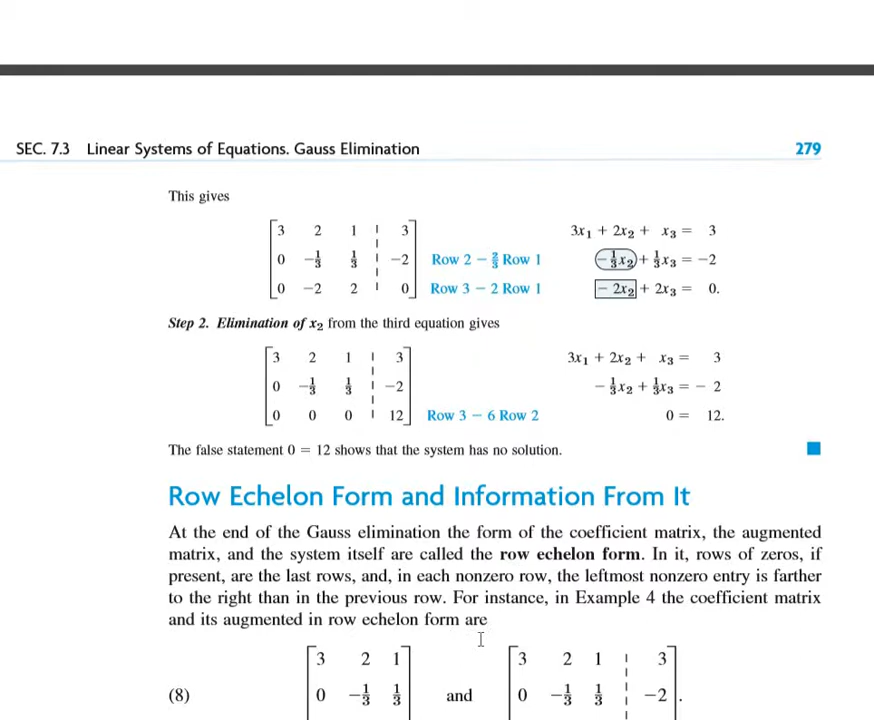 SEC. 7.3 Linear Systems of Equations. Gauss Elimination 279
This gives
3 2 1 | 3 3x₁ + 2x₂ + x₃ = 3
0 −1/3 1/3 | −2 Row 2 − 2/3 Row 1 −1/3x₂ + 1/3x₃ = −2
0 −2 2 | 0 Row 3 − 2 Row 1 − 2x₂ + 2x₃ = 0.
Step 2. Elimination of x₂ from the third equation gives
3 2 1 | 3 3x₁ + 2x₂ + x₃ = 3
0 −1/3 1/3 | −2 −1/3x₂ + 1/3x₃ = − 2
0 0 0 | 12 Row 3 − 6 Row 2 0 = 12.
The false statement 0 = 12 shows that the system has no solution.
Row Echelon Form and Information From It
At the end of the Gauss elimination the form of the coefficient matrix, the augmented
matrix, and the system itself are called the row echelon form. In it, rows of zeros, if
present, are the last rows, and, in each nonzero row, the leftmost nonzero entry is farther
to the right than in the previous row. For instance, in Example 4 the coefficient matrix
and its augmented in row echelon form are
3 2 1 3 2 1 | 3
(8) 0 −1/3 1/3 and 0 −1/3 1/3 | −2 .